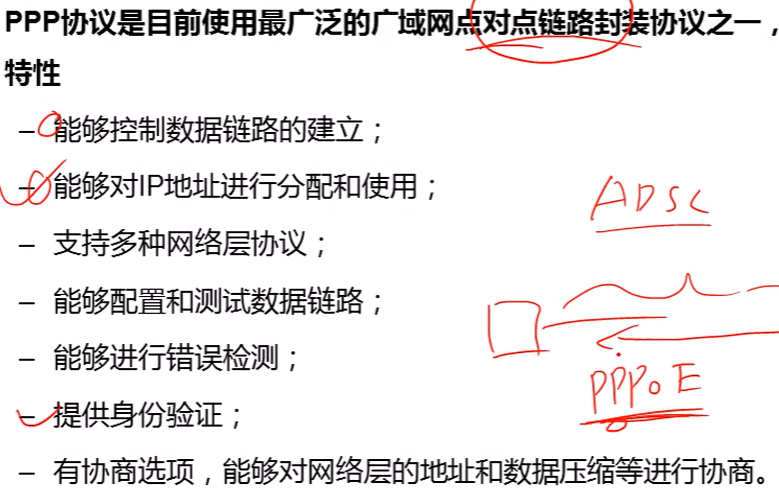 PPP协议是目前使用最广泛的广域网点对点链路封装协议之一，
特性
– 能够控制数据链路的建立；
– 能够对IP地址进行分配和使用；
– 支持多种网络层协议；
– 能够配置和测试数据链路；
– 能够进行错误检测；
– 提供身份验证；
– 有协商选项，能够对网络层的地址和数据压缩等进行协商。
ADSL
PPPoE